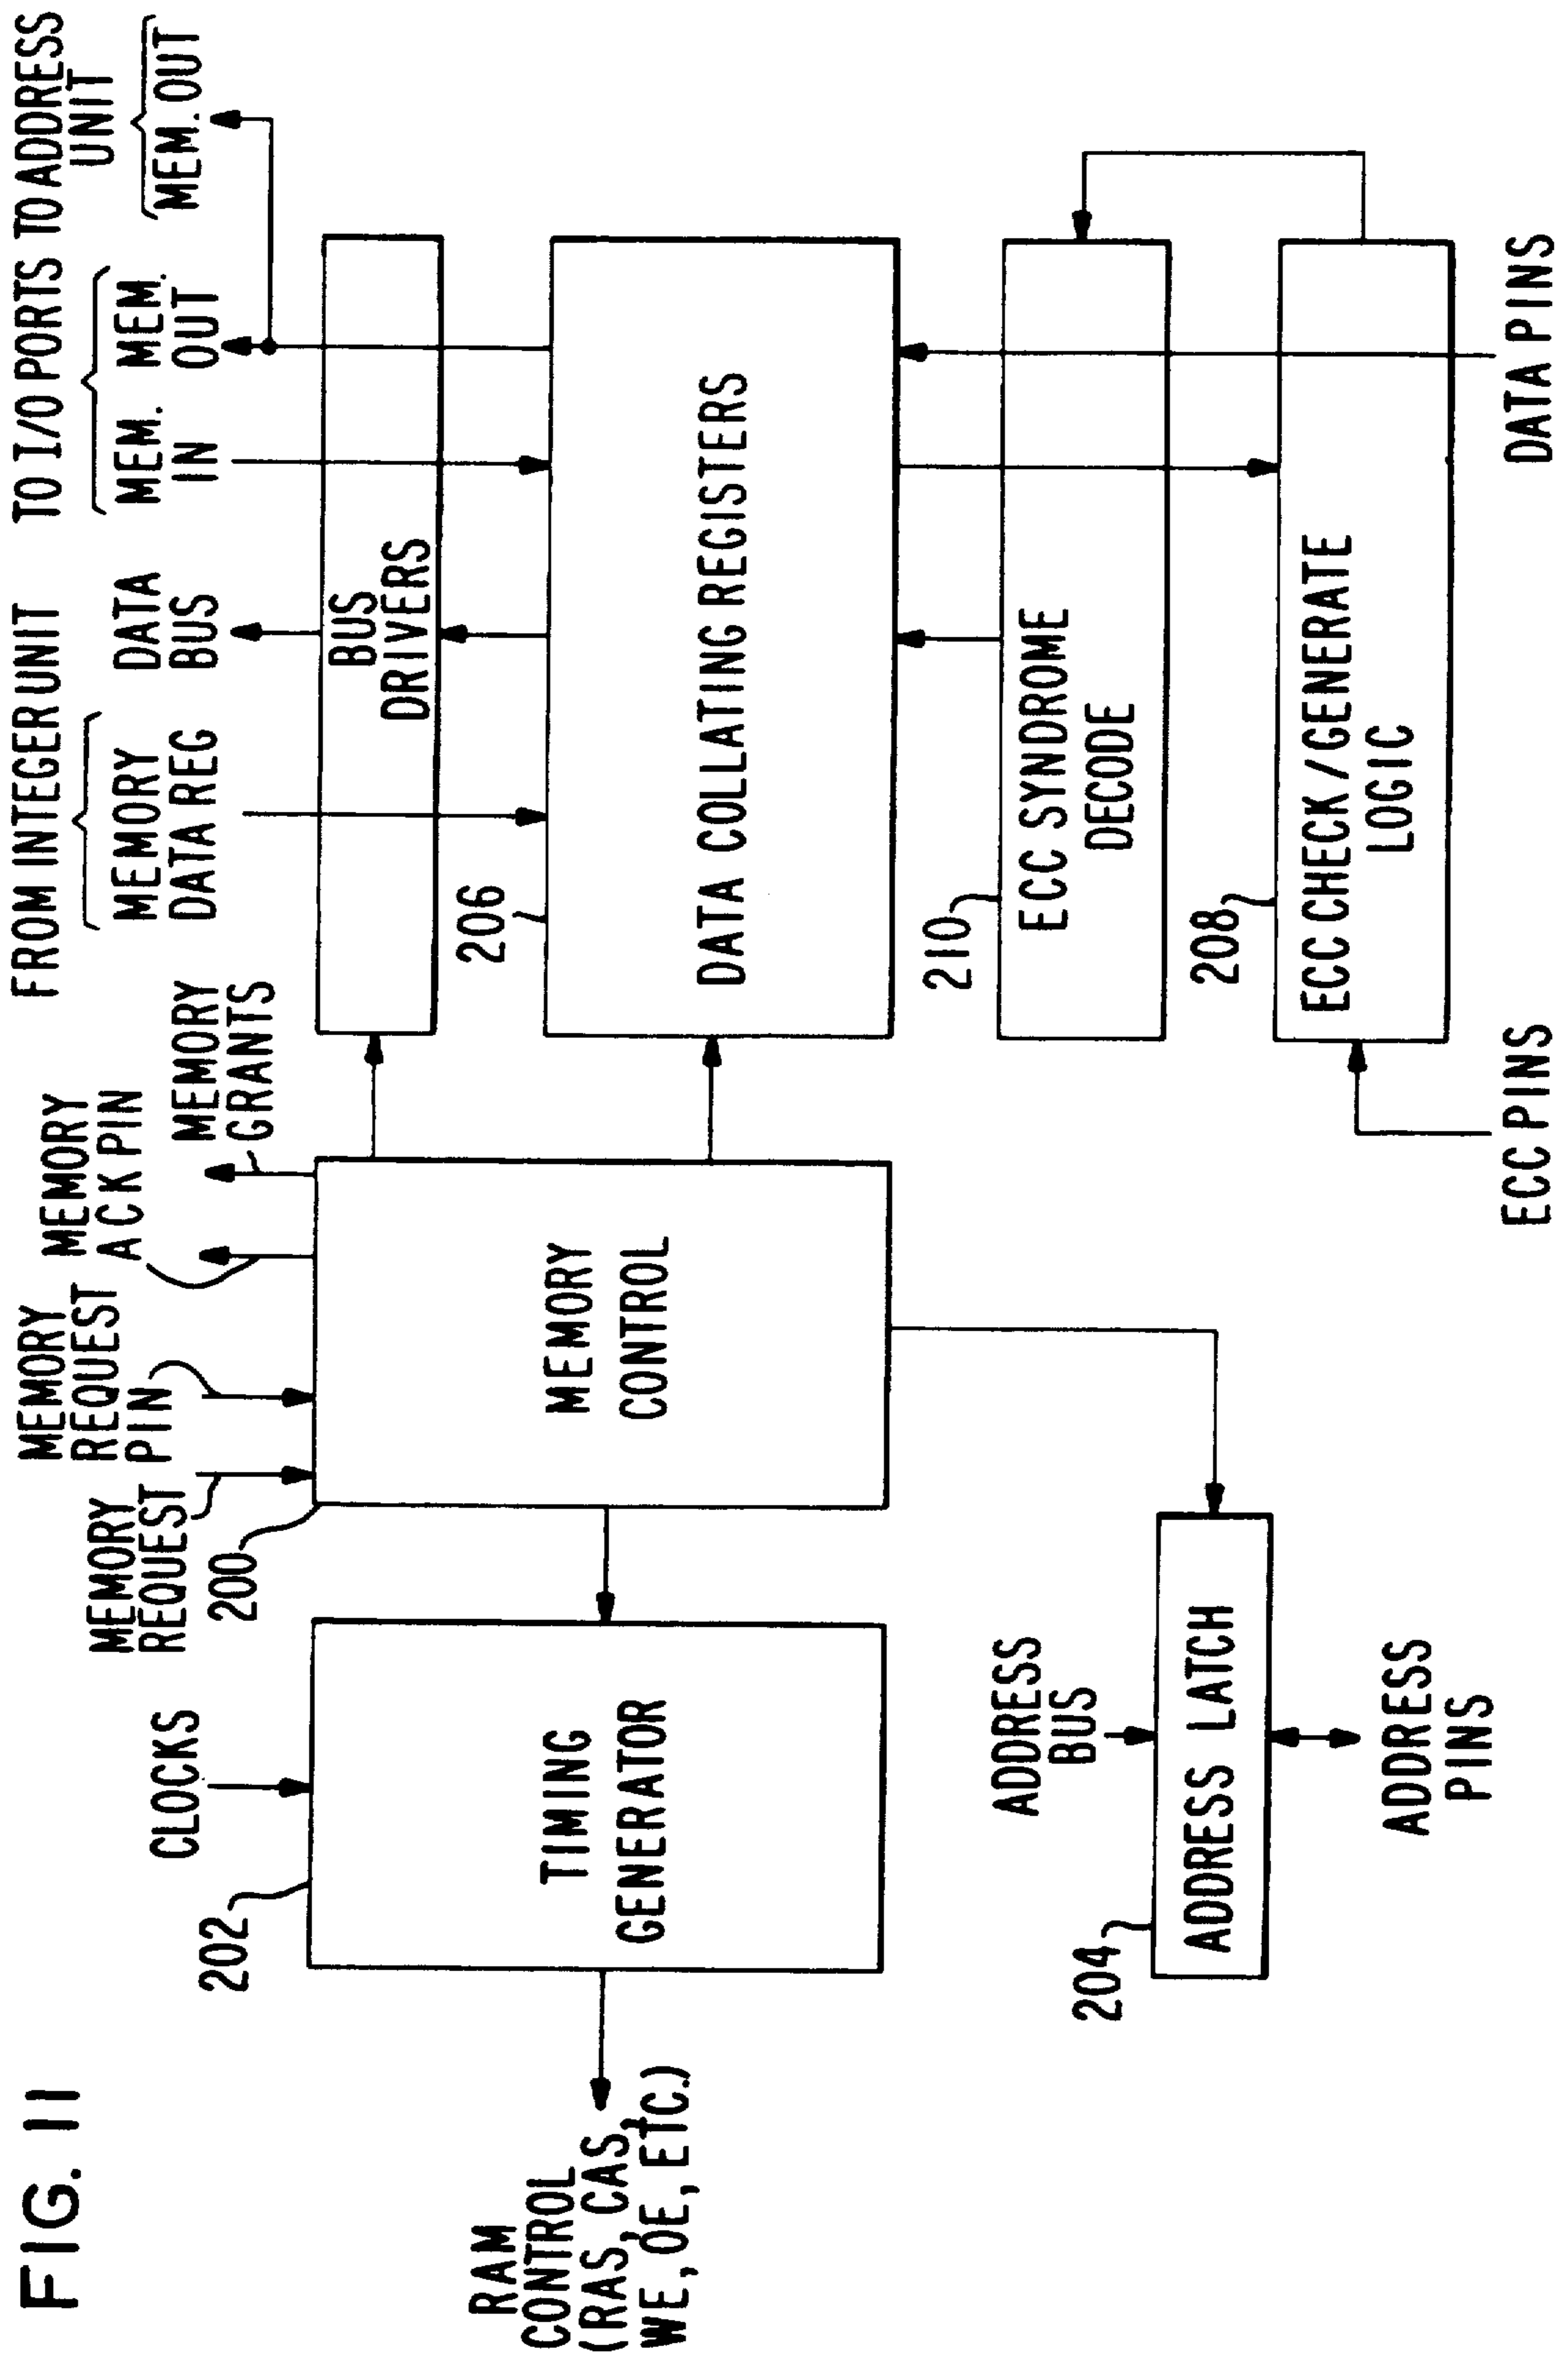 FIG. 11
RAM
CONTROL
(RAS, CAS,
WE, OE, ETC.)
CLOCKS
202
TIMING
GENERATOR
MEMORY
REQUEST
200
MEMORY
REQUEST
PIN
MEMORY
ACK PIN
MEMORY
GRANTS
MEMORY
CONTROL
ADDRESS
BUS
204
ADDRESS LATCH
ADDRESS
PINS
FROM INTEGER UNIT
MEMORY
DATA REG
DATA
BUS
TO I/O PORTS
MEM.
IN
MEM.
OUT
TO ADDRESS
UNIT
MEM. OUT
BUS
DRIVERS
206
DATA COLLATING REGISTERS
210
ECC SYNDROME
DECODE
208
ECC CHECK/GENERATE
LOGIC
ECC PINS
DATA PINS